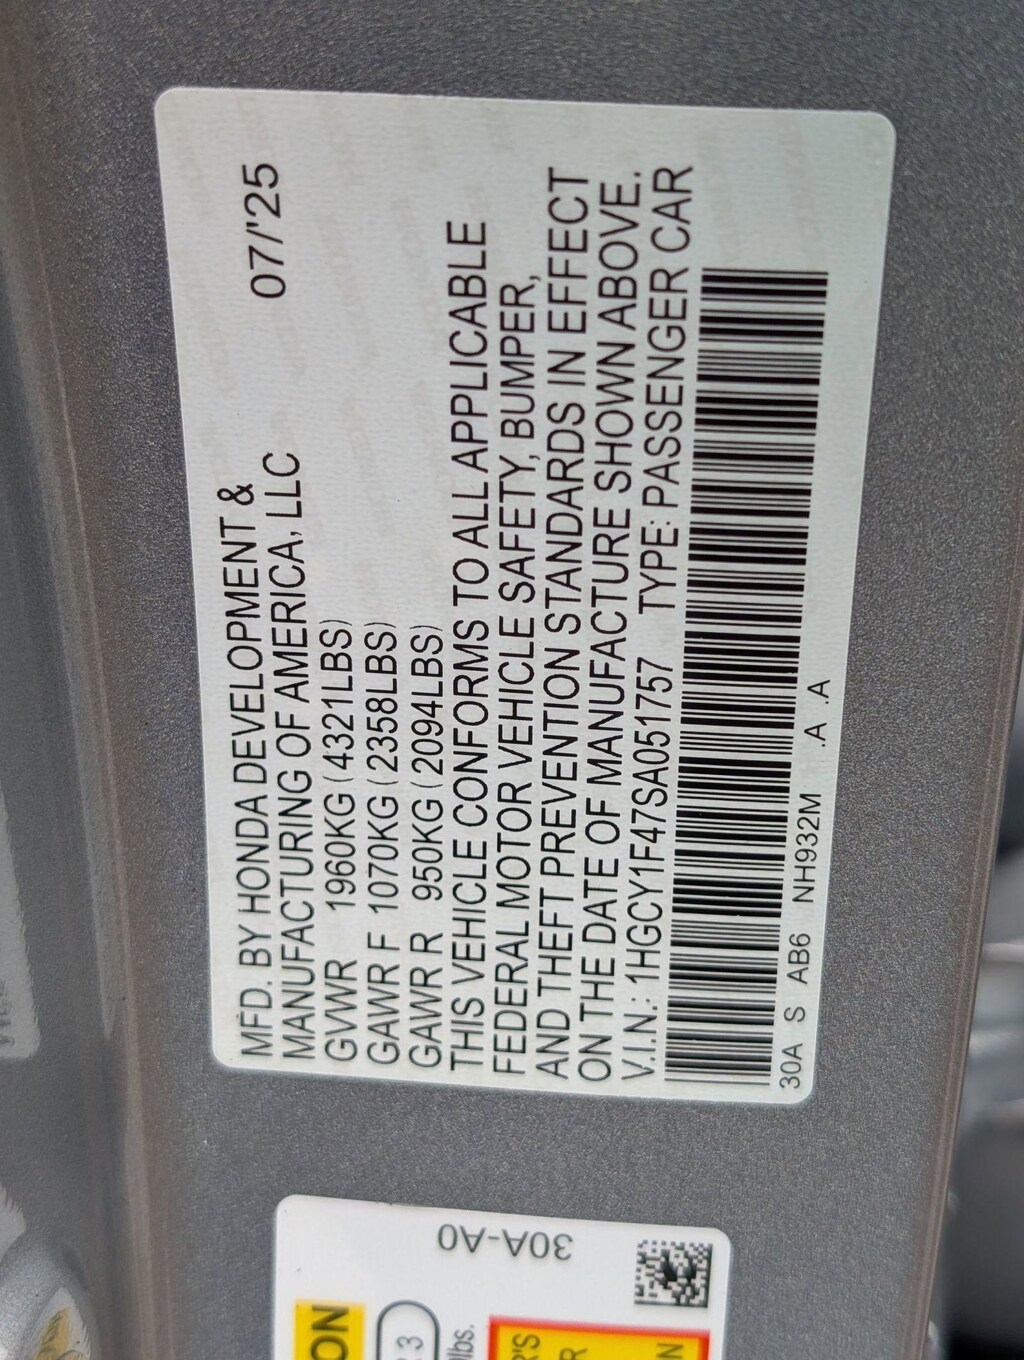 MFD. BY HONDA DEVELOPMENT & 07/'25
MANUFACTURING OF AMERICA, LLC
GVWR 1960KG (4321LBS)
GAWR F 1070KG (2358LBS)
GAWR R 950KG (2094LBS)
THIS VEHICLE CONFORMS TO ALL APPLICABLE
FEDERAL MOTOR VEHICLE SAFETY, BUMPER,
AND THEFT PREVENTION STANDARDS IN EFFECT
ON THE DATE OF MANUFACTURE SHOWN ABOVE.
V.I.N.: 1HGCY1F47SA051757 TYPE: PASSENGER CAR
30A S AB6 NH932M .A .A
30A-A0
lbs.